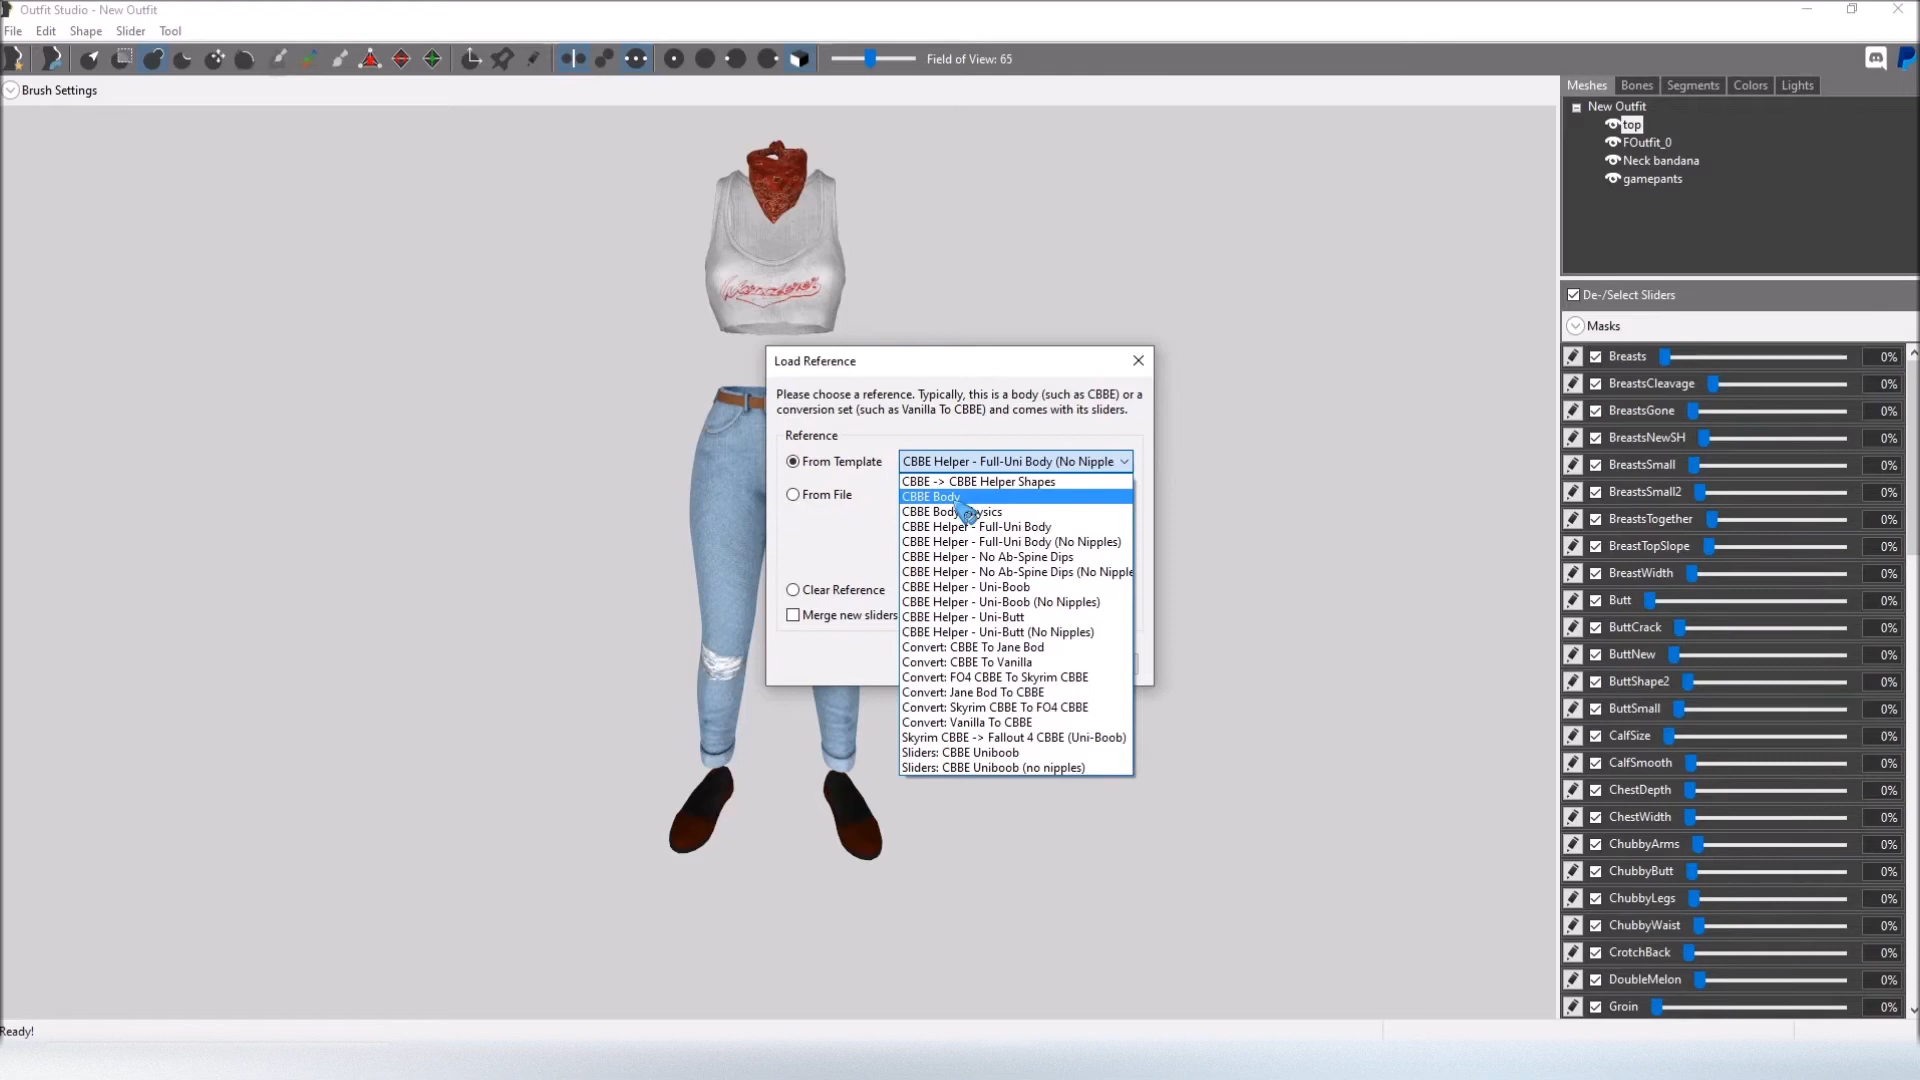 Outfit Studio - New Outfit
File Edit Shape Slider Tool
Field of View: 65
Brush Settings
Meshes Bones Segments Colors Lights
New Outfit
top
FOutfit_0
Neck bandana
gamepants
De-/Select Sliders
Masks
Breasts 0%
BreastsCleavage 0%
BreastsGone 0%
BreastsNewSH 0%
BreastsSmall 0%
BreastsSmall2 0%
BreastsTogether 0%
BreastTopSlope 0%
BreastWidth 0%
Butt 0%
ButtCrack 0%
ButtNew 0%
ButtShape2 0%
ButtSmall 0%
CalfSize 0%
CalfSmooth 0%
ChestDepth 0%
ChestWidth 0%
ChubbyArms 0%
ChubbyButt 0%
ChubbyLegs 0%
ChubbyWaist 0%
CrotchBack 0%
DoubleMelon 0%
Groin 0%
Load Reference
Please choose a reference. Typically, this is a body (such as CBBE) or a
conversion set (such as Vanilla To CBBE) and comes with its sliders.
Reference
From Template
CBBE Helper - Full-Uni Body (No Nipple
From File
Clear Reference
Merge new sliders
CBBE -> CBBE Helper Shapes
CBBE Body
CBBE Body
CBBE Helper - Full-Uni Body
CBBE Helper - Full-Uni Body (No Nipples)
CBBE Helper - No Ab-Spine Dips
CBBE Helper - No Ab-Spine Dips (No Nipple
CBBE Helper - Uni-Boob
CBBE Helper - Uni-Boob (No Nipples)
CBBE Helper - Uni-Butt
CBBE Helper - Uni-Butt (No Nipples)
Convert: CBBE To Jane Bod
Convert: CBBE To Vanilla
Convert: FO4 CBBE To Skyrim CBBE
Convert: Jane Bod To CBBE
Convert: Skyrim CBBE To FO4 CBBE
Convert: Vanilla To CBBE
Skyrim CBBE -> Fallout 4 CBBE (Uni-Boob)
Sliders: CBBE Uniboob
Sliders: CBBE Uniboob (no nipples)
Ready!